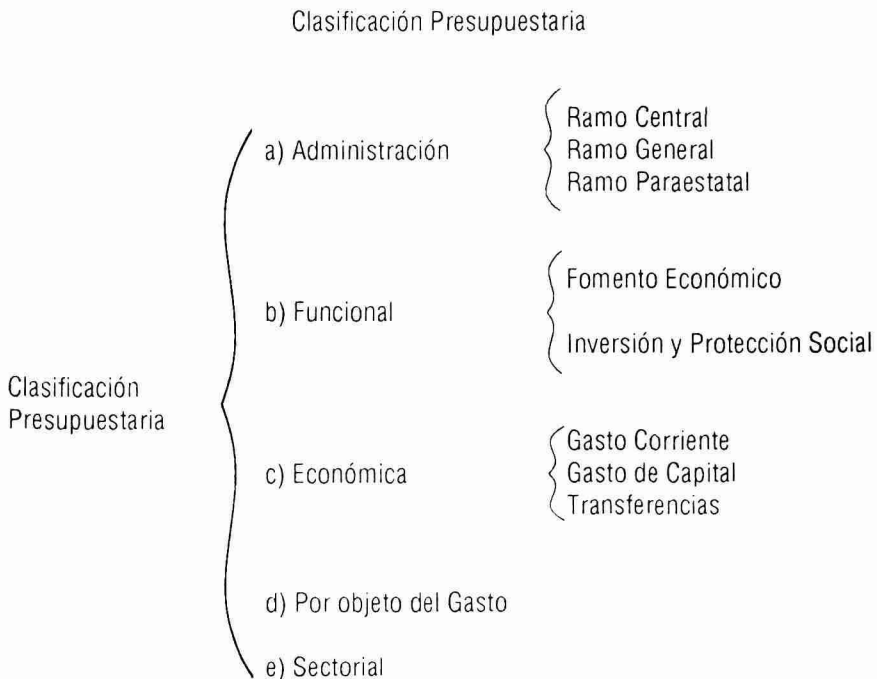 Clasificación Presupuestaria
Clasificación
Presupuestaria
a) Administración
Ramo Central
Ramo General
Ramo Paraestatal
b) Funcional
Fomento Económico
Inversión y Protección Social
c) Económica
Gasto Corriente
Gasto de Capital
Transferencias
d) Por objeto del Gasto
e) Sectorial